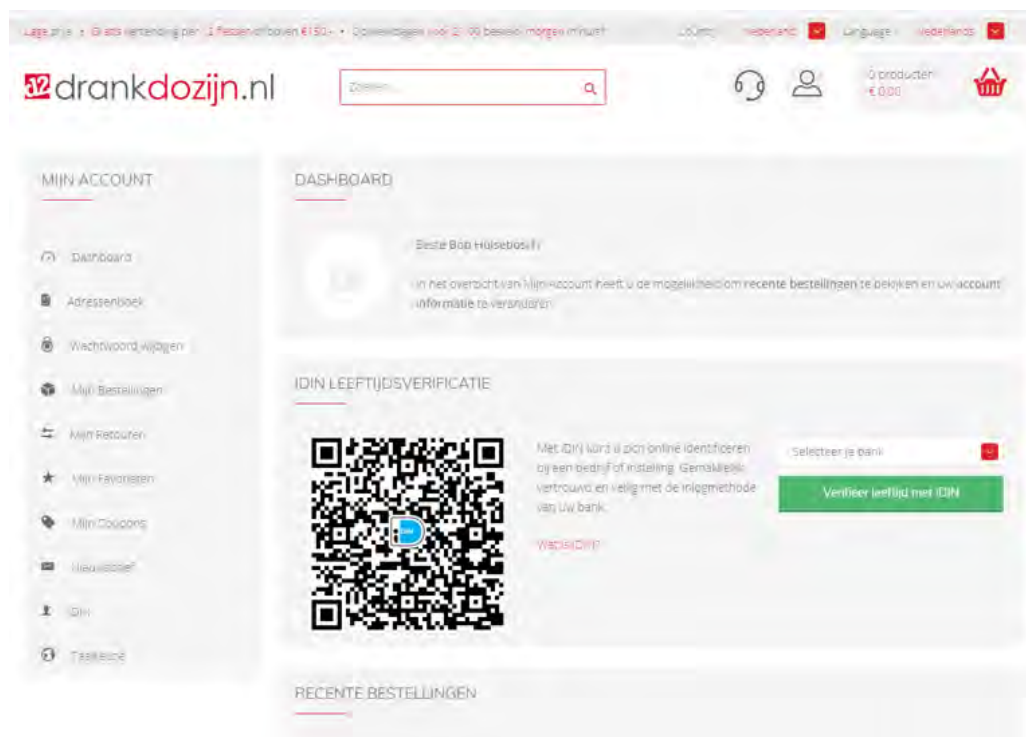 drankdozijn.nl
Zoeken...
0 producten
€ 0,00
MIJN ACCOUNT
Dashboard
Adressenboek
Wachtwoord wijzigen
Mijn Bestellingen
Mijn Retouren
Mijn Favorieten
Mijn Coupons
Nieuwsbrief
iDIN
DASHBOARD
Beste Bob Hulsebosch,
In het overzicht van Mijn Account heeft u de mogelijkheid om recente bestellingen te bekijken en uw account
informatie te veranderen.
IDIN LEEFTIJDSVERIFICATIE
Met iDIN kunt u zich online identificeren
bij een bedrijf of instelling. Gemakkelijk,
vertrouwd en veilig met de inlogmethode
van uw bank.
Wat is iDIN?
Selecteer je bank
Verifieer leeftijd met iDIN
RECENTE BESTELLINGEN